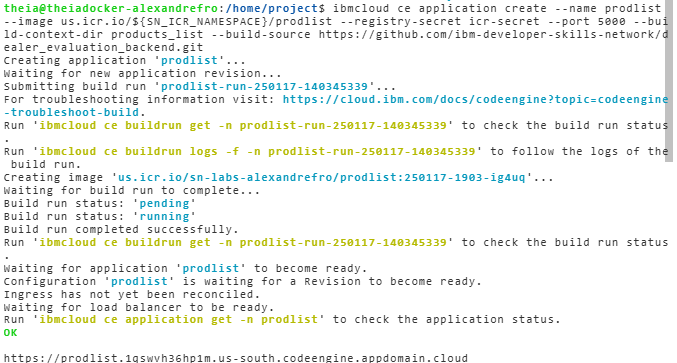 theia@theiadocker-alexandrefro:/home/project$ ibmcloud ce application create --name prodlist
--image us.icr.io/${SN_ICR_NAMESPACE}/prodlist --registry-secret icr-secret --port 5000 --bui
ld-context-dir products_list --build-source https://github.com/ibm-developer-skills-network/d
ealer_evaluation_backend.git
Creating application 'prodlist'...
Waiting for new application revision...
Submitting build run 'prodlist-run-250117-140345339'...
For troubleshooting information visit: https://cloud.ibm.com/docs/codeengine?topic=codeengine
-troubleshoot-build.
Run 'ibmcloud ce buildrun get -n prodlist-run-250117-140345339' to check the build run status
.
Run 'ibmcloud ce buildrun logs -f -n prodlist-run-250117-140345339' to follow the logs of the
 build run.
Creating image 'us.icr.io/sn-labs-alexandrefro/prodlist:250117-1903-ig4uq'...
Waiting for build run to complete...
Build run status: 'pending'
Build run status: 'running'
Build run completed successfully.
Run 'ibmcloud ce buildrun get -n prodlist-run-250117-140345339' to check the build run status
.
Waiting for application 'prodlist' to become ready.
Configuration 'prodlist' is waiting for a Revision to become ready.
Ingress has not yet been reconciled.
Waiting for load balancer to be ready.
Run 'ibmcloud ce application get -n prodlist' to check the application status.
OK
https://prodlist.1qswvh36hp1m.us-south.codeengine.appdomain.cloud